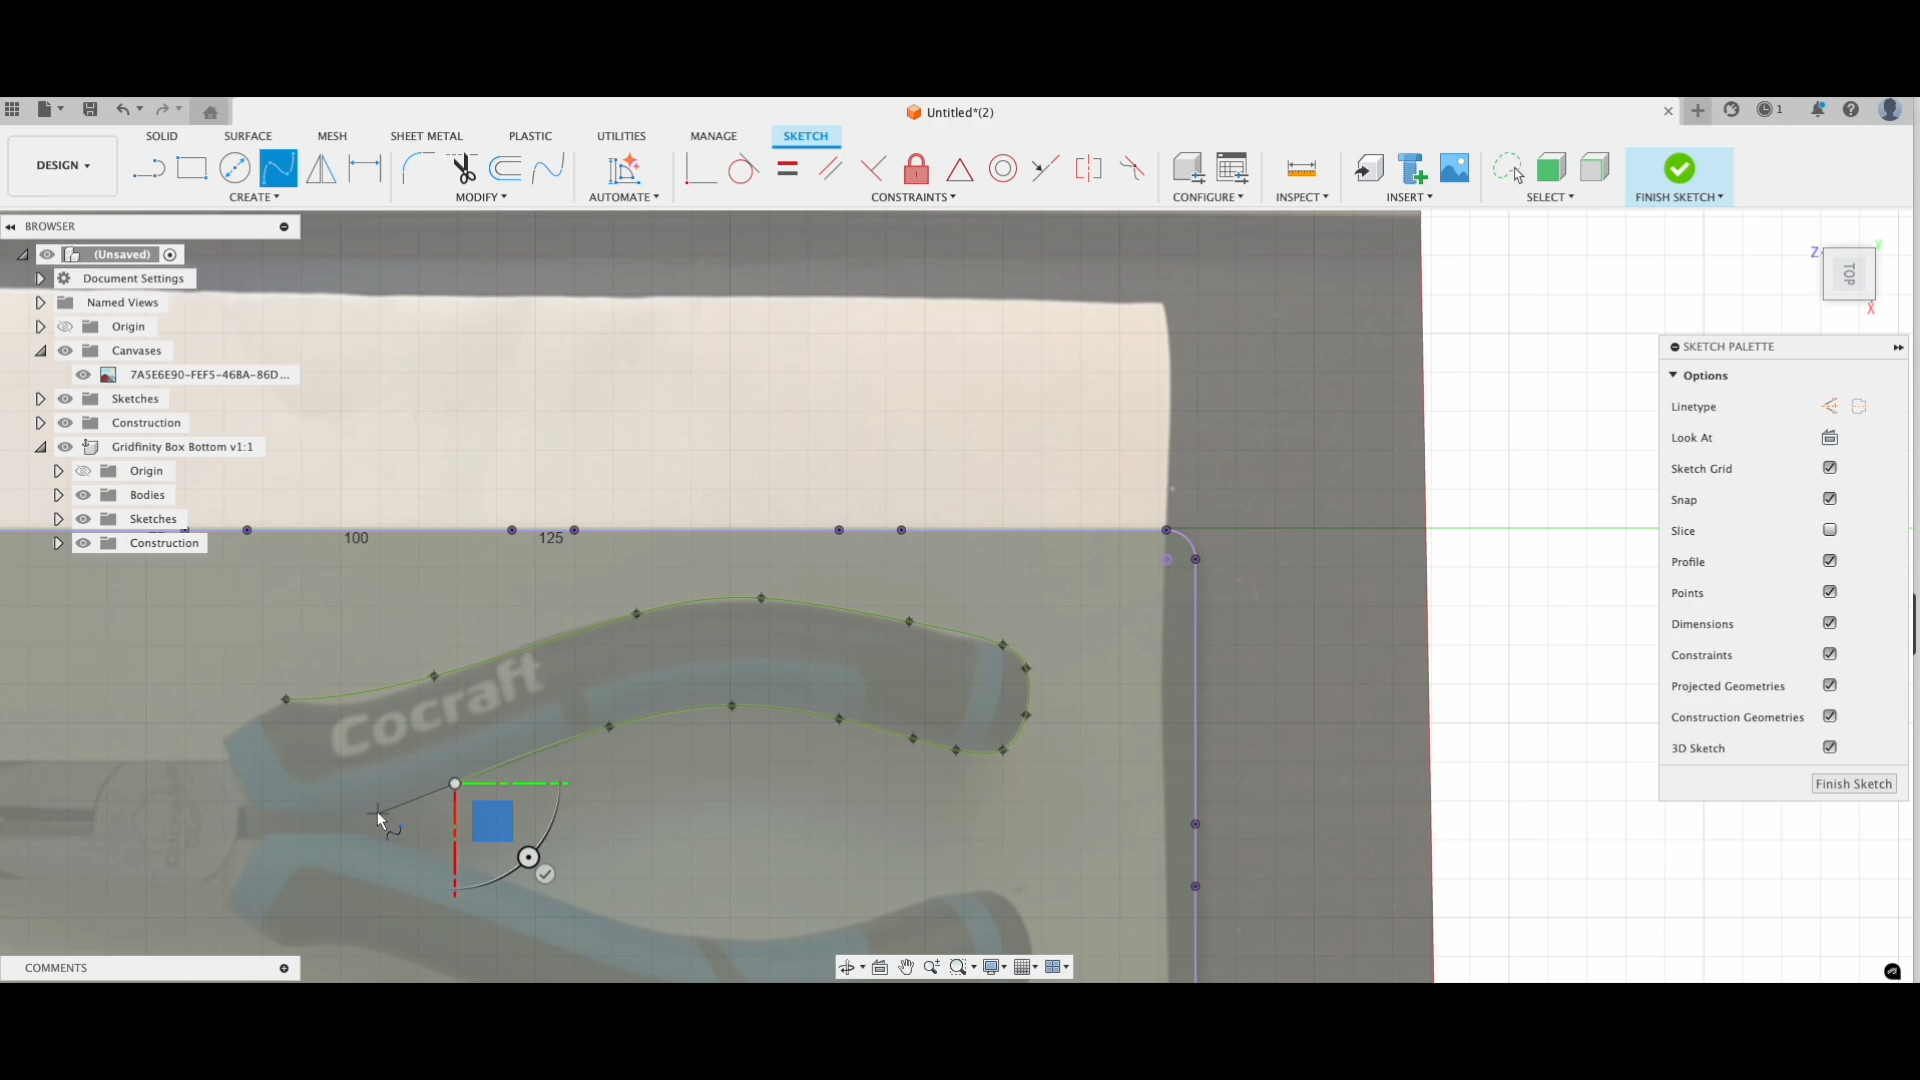 Untitled*(2)
1
SOLID SURFACE MESH SHEET METAL PLASTIC UTILITIES MANAGE SKETCH
DESIGN
CREATE MODIFY AUTOMATE CONSTRAINTS CONFIGURE INSPECT INSERT SELECT FINISH SKETCH
BROWSER
(Unsaved)
Document Settings
Named Views
Origin
Canvases
7A5E6E90-FEF5-46BA-86D...
Sketches
Construction
Gridfinity Box Bottom v1:1
Origin
Bodies
Sketches
Construction
100
125
Cocraft
Z
Y
TOP
X
SKETCH PALETTE
Options
Linetype
Look At
Sketch Grid
Snap
Slice
Profile
Points
Dimensions
Constraints
Projected Geometries
Construction Geometries
3D Sketch
Finish Sketch
COMMENTS